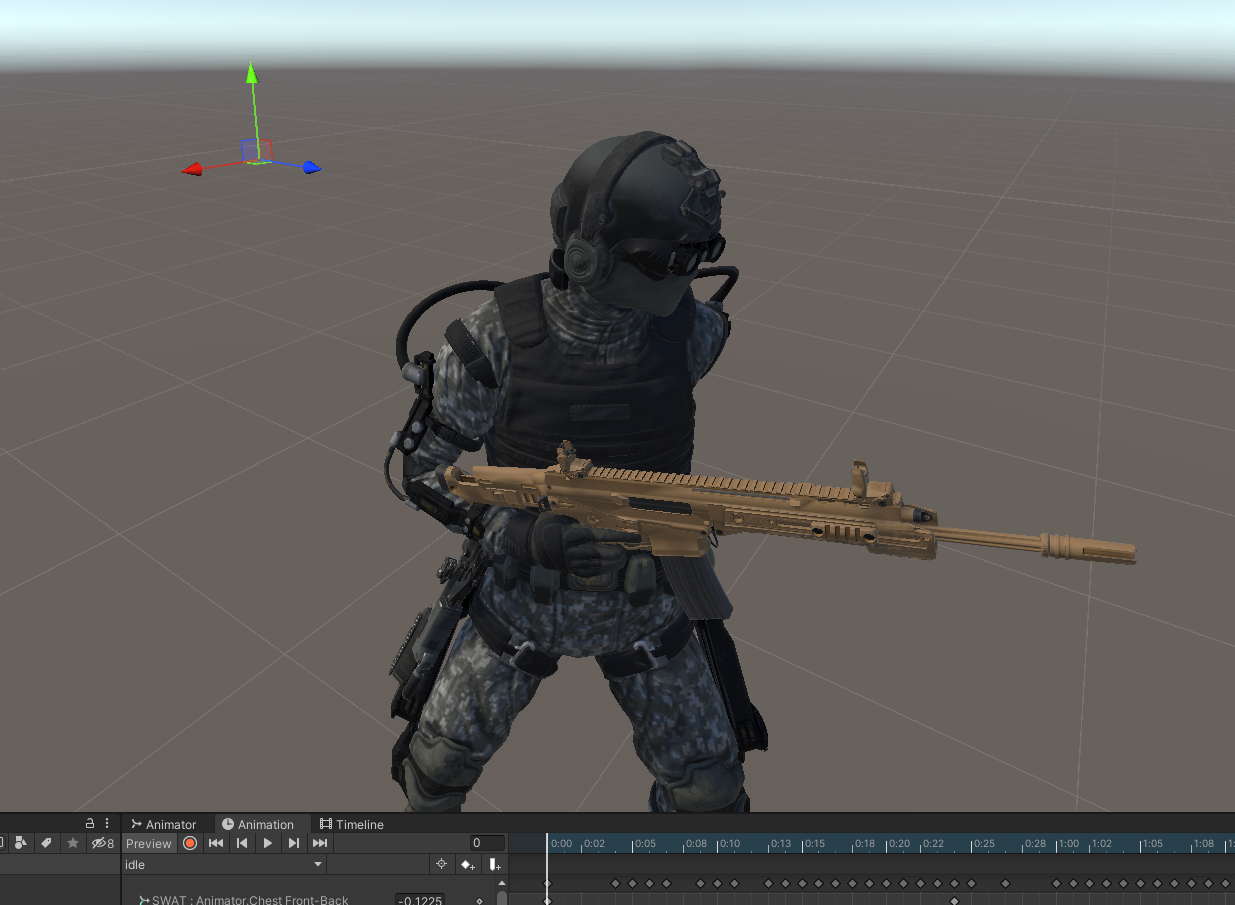 Animator Animation Timeline
8 Preview 0 0:00 0:02 0:05 0:08 0:10 0:13 0:15 0:18 0:20 0:22 0:25 0:28 1:00 1:02 1:05 1:08
idle
SWAT : Animator.Chest Front-Back -0.1225